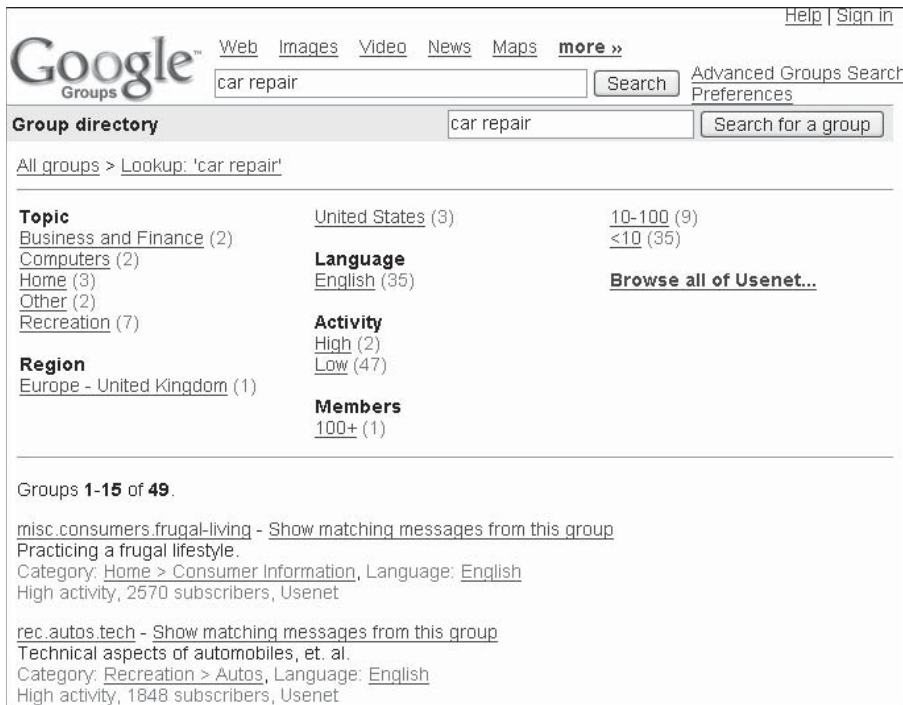 Help | Sign in
Google™
Groups
Web Images Video News Maps more »
car repair Search Advanced Groups Search
Preferences
Group directory car repair Search for a group
All groups > Lookup: 'car repair'
Topic
Business and Finance (2)
Computers (2)
Home (3)
Other (2)
Recreation (7)
Region
Europe - United Kingdom (1)
United States (3)
Language
English (35)
Activity
High (2)
Low (47)
Members
100+ (1)
10-100 (9)
<10 (35)
Browse all of Usenet...
Groups 1-15 of 49.
misc.consumers.frugal-living - Show matching messages from this group
Practicing a frugal lifestyle.
Category: Home > Consumer Information, Language: English
High activity, 2570 subscribers, Usenet
rec.autos.tech - Show matching messages from this group
Technical aspects of automobiles, et. al.
Category: Recreation > Autos, Language: English
High activity, 1848 subscribers, Usenet